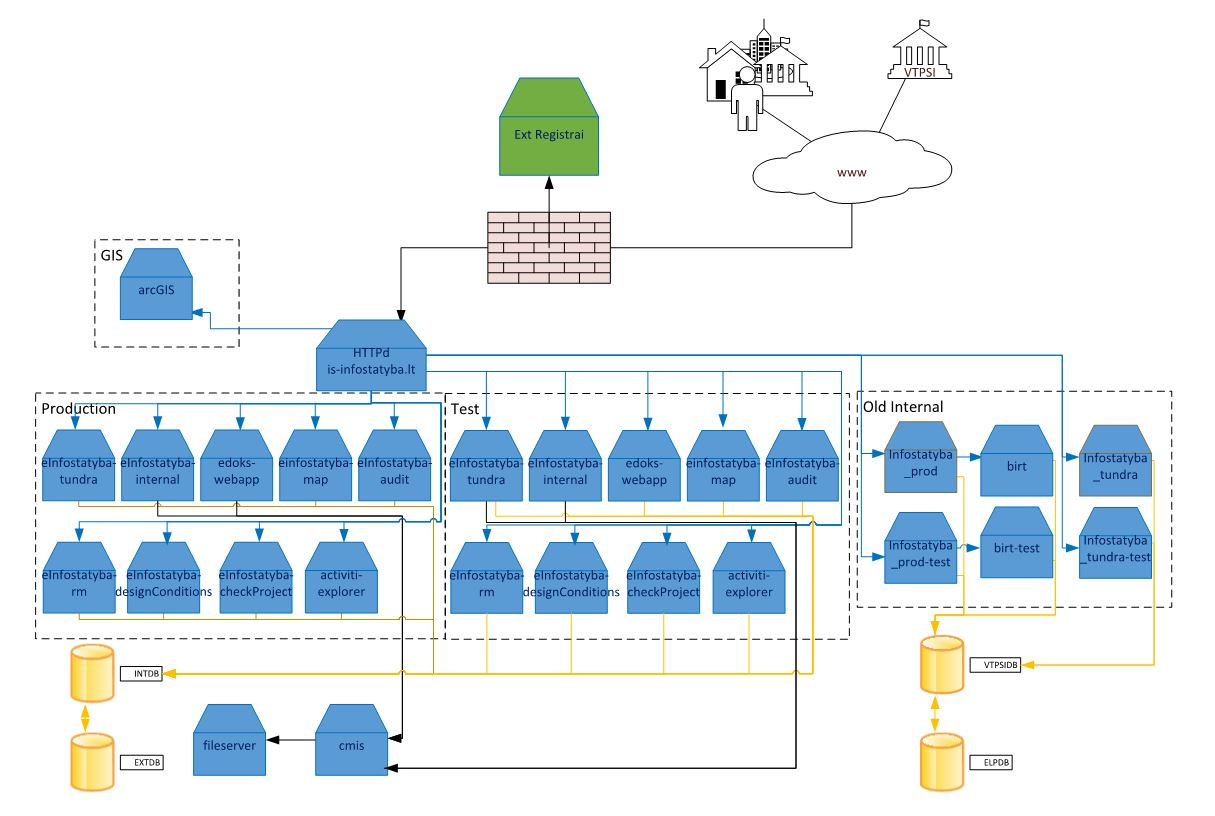 VTPSI
Ext Registrai
www
GIS
arcGIS
HTTPd
is-infostatyba.lt
Production
eInfostatyba-
tundra
eInfostatyba-
internal
edoks-
webapp
eInfostatyba-
map
eInfostatyba-
audit
eInfostatyba-
rm
eInfostatyba-
designConditions
eInfostatyba-
checkProject
activiti-
explorer
Test
eInfostatyba-
tundra
eInfostatyba-
internal
edoks-
webapp
eInfostatyba-
map
eInfostatyba-
audit
eInfostatyba-
rm
eInfostatyba-
designConditions
eInfostatyba-
checkProject
activiti-
explorer
Old Internal
Infostatyba
_prod
birt
Infostatyba
_tundra
Infostatyba
_prod-test
birt-test
Infostatyba
_tundra-test
INTDB
VTPSIDB
fileserver
cmis
EXTDB
ELPDB